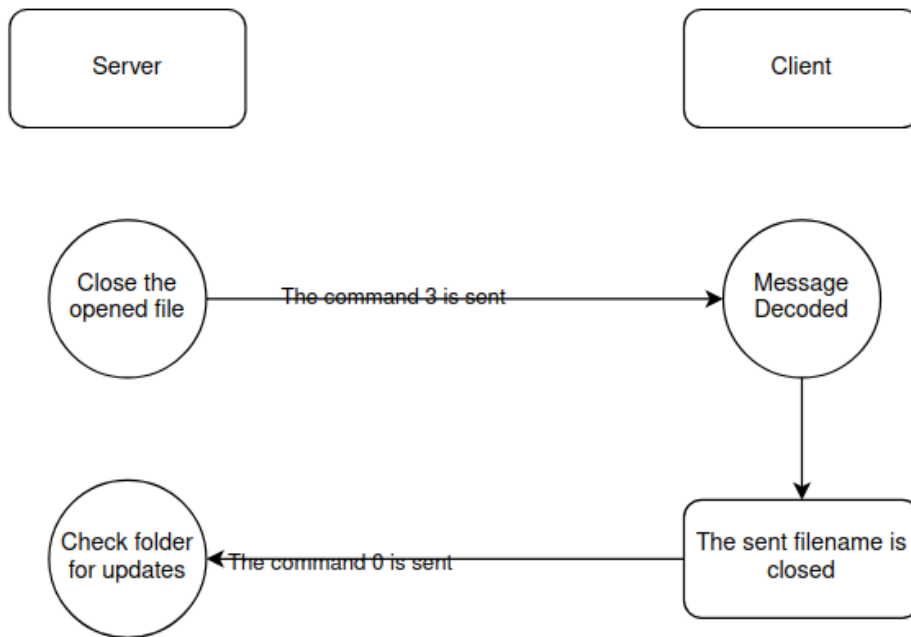 Server
Client
Close the
opened file
The command 3 is sent
Message
Decoded
Check folder
for updates
The command 0 is sent
The sent filename is
closed